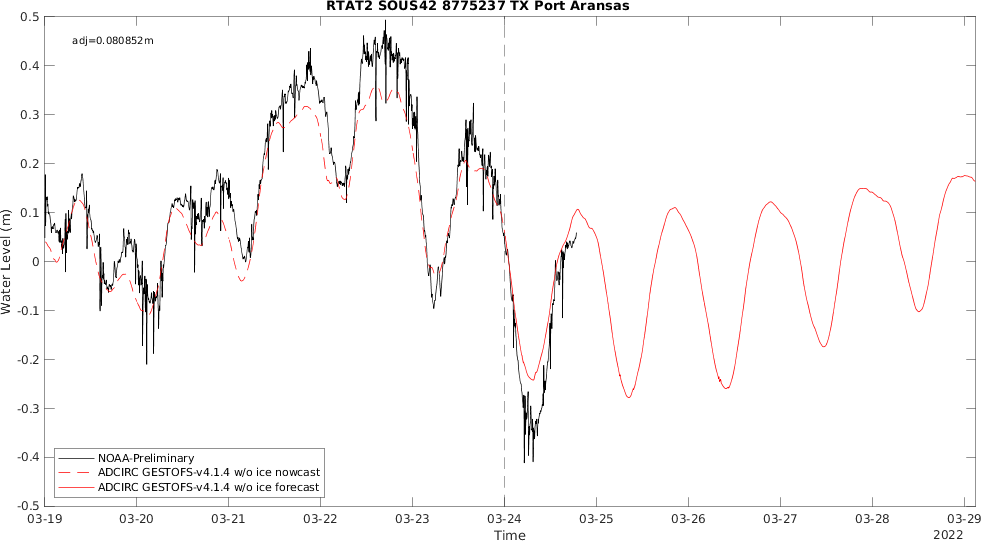 RTAT2 SOUS42 8775237 TX Port Aransas
adj=0.080852m
0.5
0.4
0.3
0.2
0.1
0
-0.1
-0.2
-0.3
-0.4
-0.5
Water Level (m)
NOAA-Preliminary
ADCIRC GESTOFS-v4.1.4 w/o ice nowcast
ADCIRC GESTOFS-v4.1.4 w/o ice forecast
03-19 03-20 03-21 03-22 03-23 03-24 03-25 03-26 03-27 03-28 03-29
Time
2022